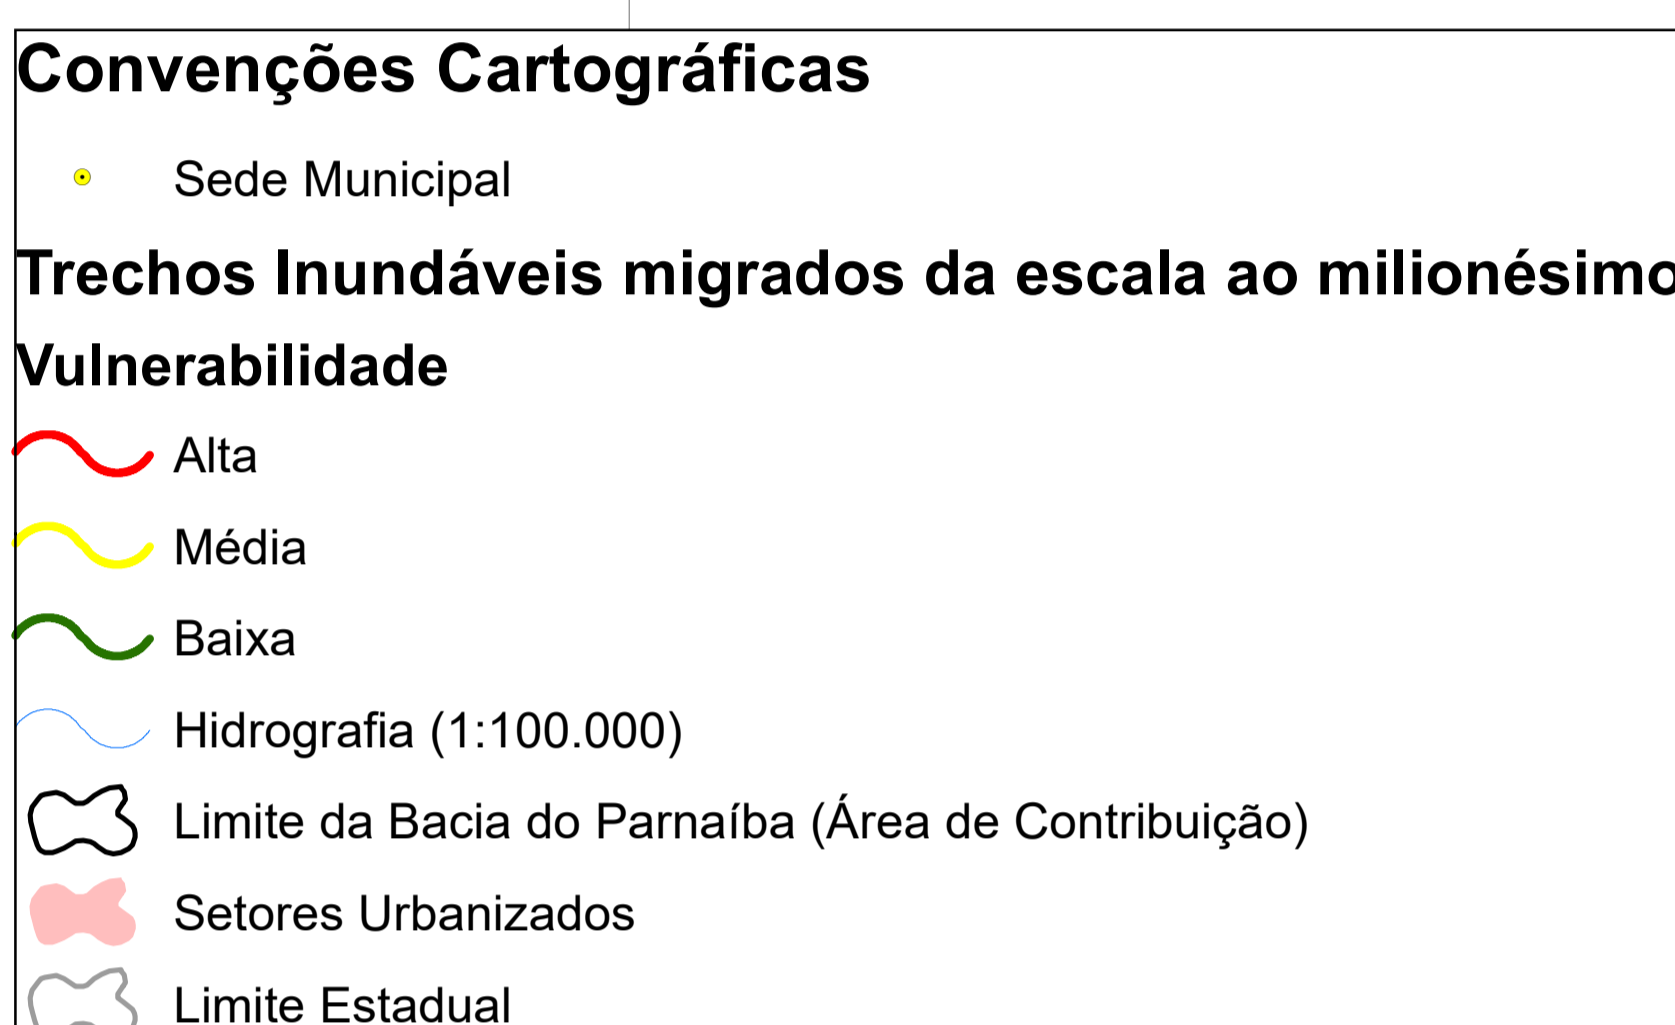 Convenções Cartográficas
Sede Municipal
Trechos Inundáveis migrados da escala ao milionésimo
Vulnerabilidade
Alta
Média
Baixa
Hidrografia (1:100.000)
Limite da Bacia do Parnaíba (Área de Contribuição)
Setores Urbanizados
Limite Estadual